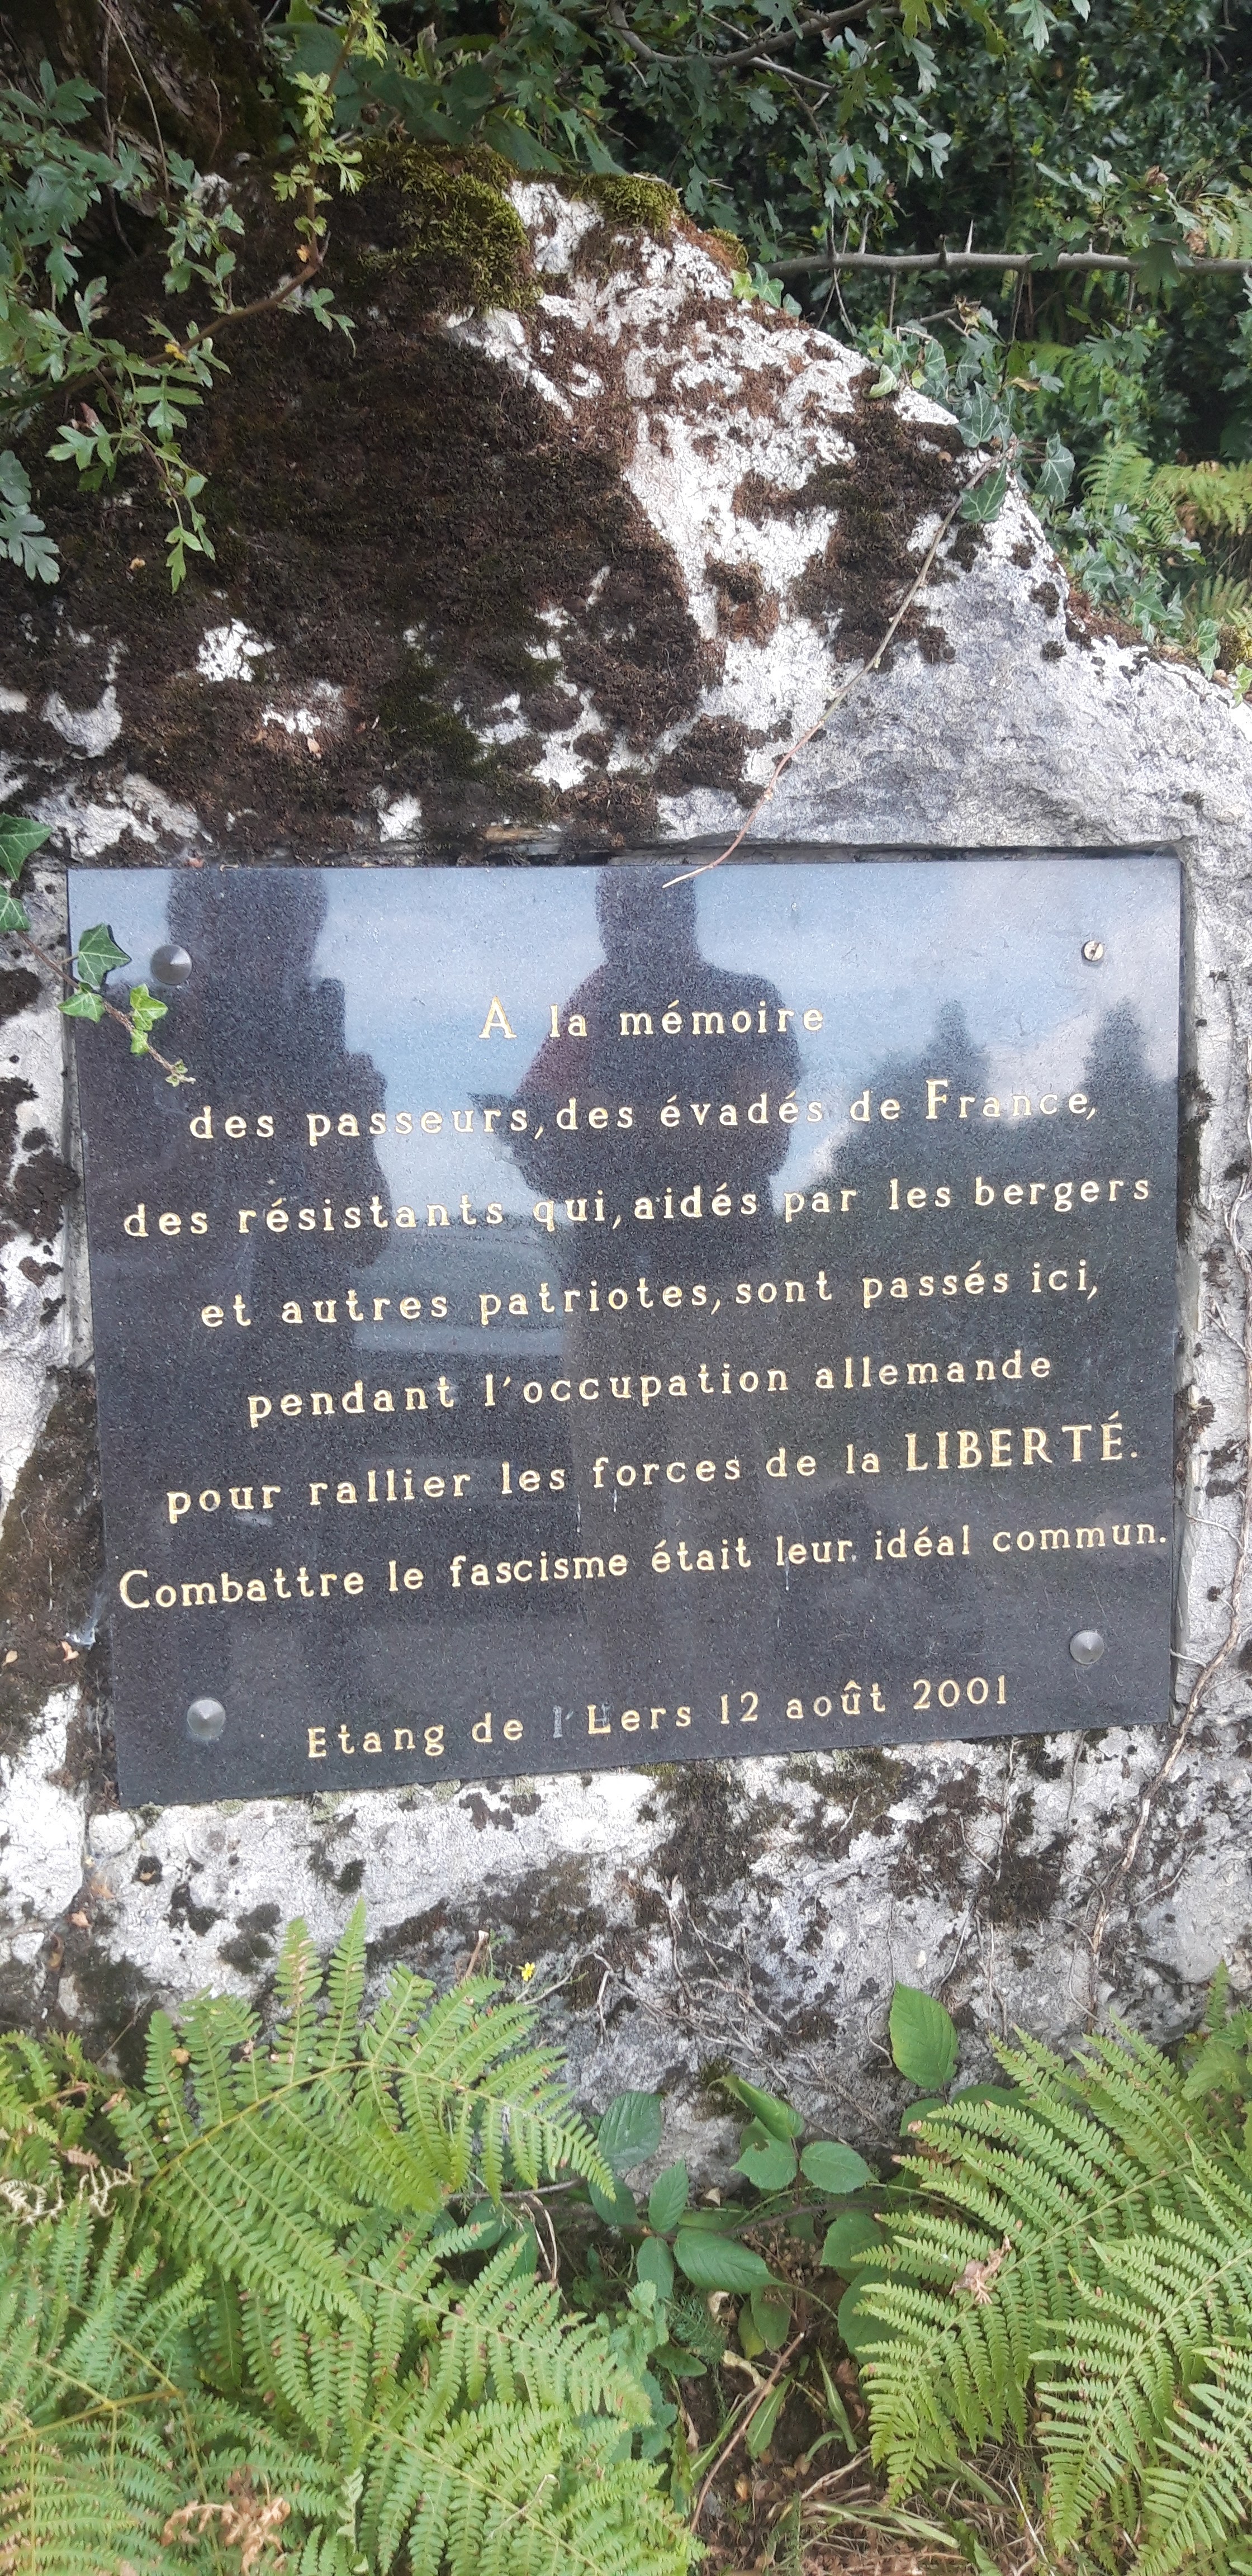 A la mémoire
des passeurs, des évadés de France,
des résistants qui, aidés par les bergers
et autres patriotes, sont passés ici,
pendant l'occupation allemande
pour rallier les forces de la LIBERTÉ.
Combattre le fascisme était leur idéal commun.
Etang de l'Lers 12 août 2001